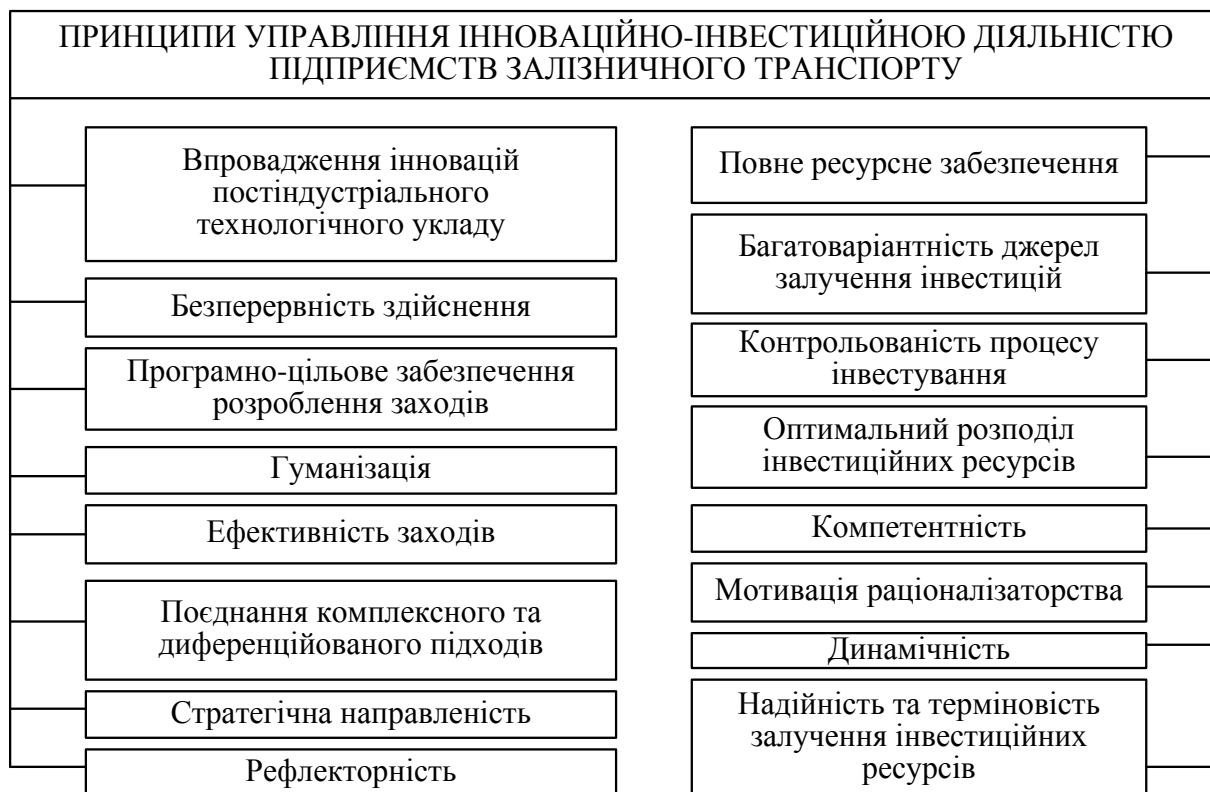 ПРИНЦИПИ УПРАВЛІННЯ ІННОВАЦІЙНО-ІНВЕСТИЦІЙНОЮ ДІЯЛЬНІСТЮ
ПІДПРИЄМСТВ ЗАЛІЗНИЧНОГО ТРАНСПОРТУ
Впровадження інновацій
постіндустріального
технологічного укладу
Безперервність здійснення
Програмно-цільове забезпечення
розроблення заходів
Гуманізація
Ефективність заходів
Поєднання комплексного та
диференційованого підходів
Стратегічна направленість
Рефлекторність
Повне ресурсне забезпечення
Багатоваріантність джерел
залучення інвестицій
Контрольованість процесу
інвестування
Оптимальний розподіл
інвестиційних ресурсів
Компетентність
Мотивація раціоналізаторства
Динамічність
Надійність та терміновість
залучення інвестиційних
ресурсів